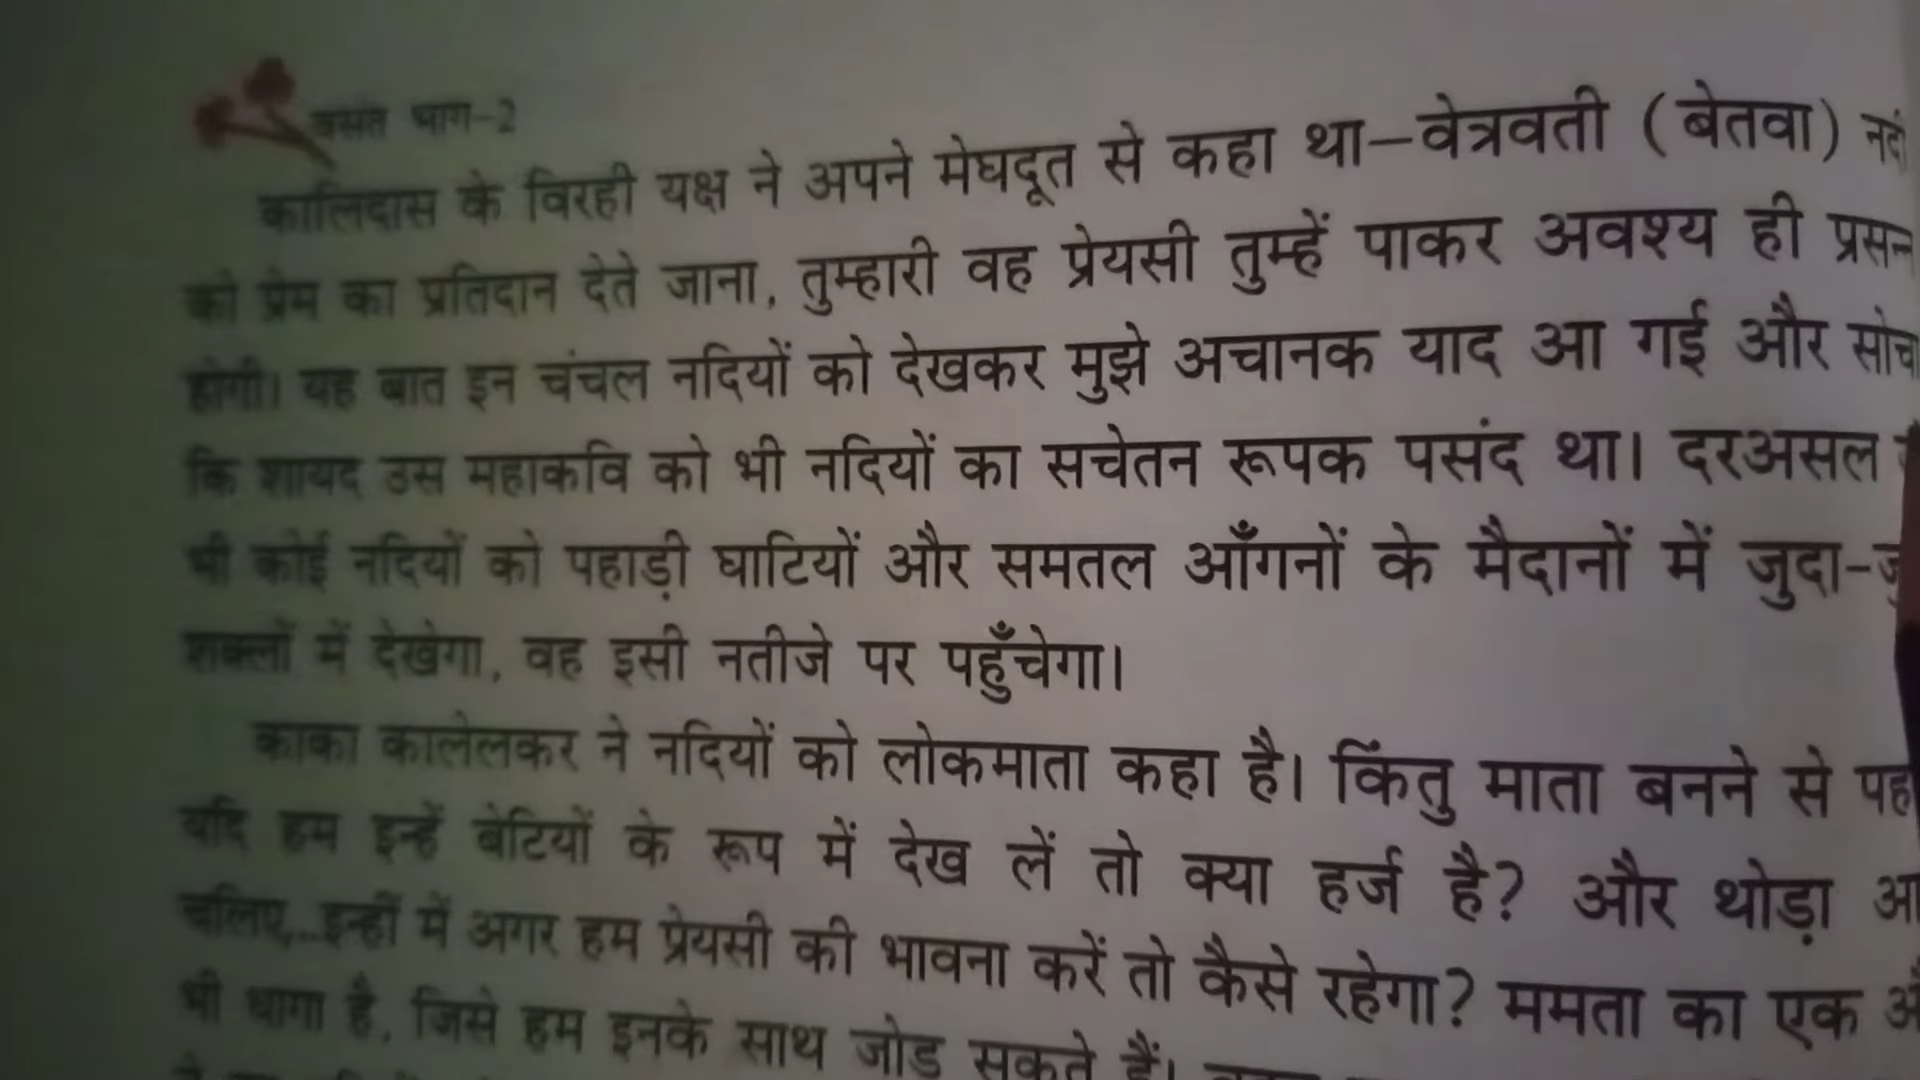 वसंत भाग-2
कालिदास के विरही यक्ष ने अपने मेघदूत से कहा था—वेत्रवती (बेतवा) नदी
को प्रेम का प्रतिदान देते जाना, तुम्हारी वह प्रेयसी तुम्हें पाकर अवश्य ही प्रसन्न
होगी। यह बात इन चंचल नदियों को देखकर मुझे अचानक याद आ गई और सोचा
कि शायद उस महाकवि को भी नदियों का सचेतन रूपक पसंद था। दरअसल
भी कोई नदियों को पहाड़ी घाटियों और समतल आँगनों के मैदानों में जुदा-
शक्लों में देखेगा, वह इसी नतीजे पर पहुँचेगा।
काका कालेलकर ने नदियों को लोकमाता कहा है। किंतु माता बनने से पह
यदि हम इन्हें बेटियों के रूप में देख लें तो क्या हर्ज है? और थोड़ा आ
चलिए...इन्हीं में अगर हम प्रेयसी की भावना करें तो कैसे रहेगा? ममता का एक
भी धागा है, जिसे हम इनके साथ जोड़ सकते हैं।